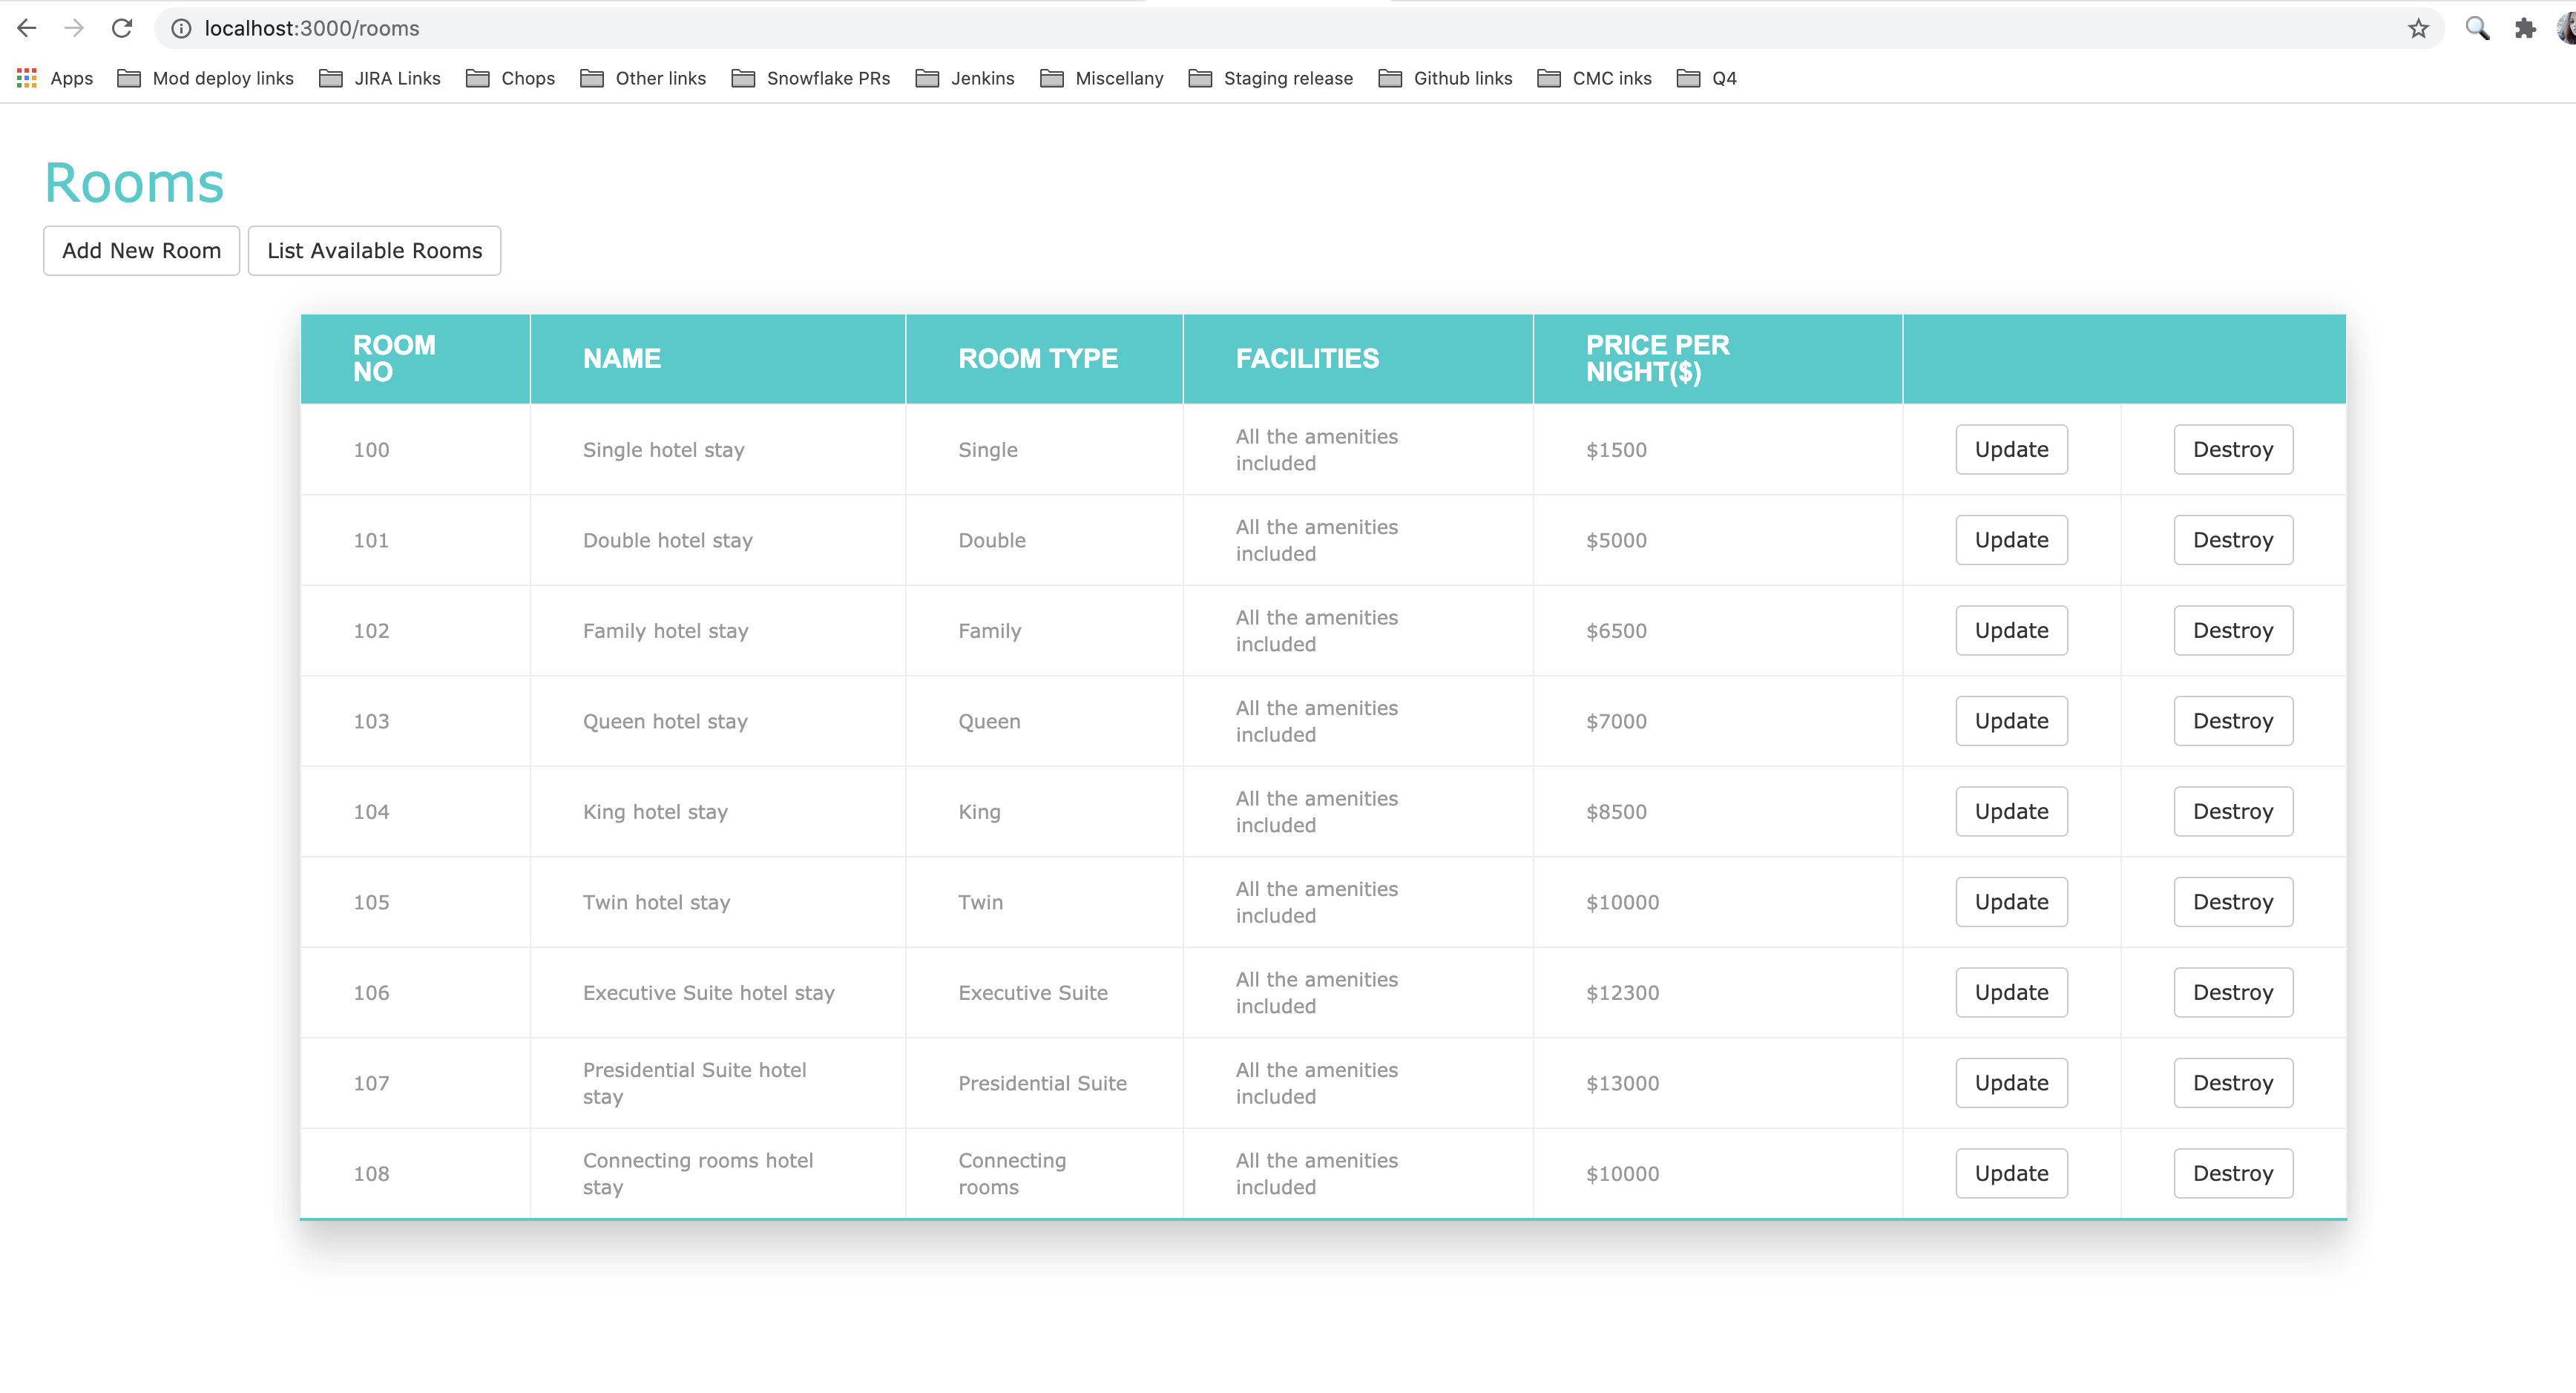 localhost:3000/rooms
Apps Mod deploy links JIRA Links Chops Other links Snowflake PRs Jenkins Miscellany Staging release Github links CMC inks Q4
Rooms
Add New Room List Available Rooms
ROOM NO NAME ROOM TYPE FACILITIES PRICE PER NIGHT($)
100 Single hotel stay Single All the amenities included $1500 Update Destroy
101 Double hotel stay Double All the amenities included $5000 Update Destroy
102 Family hotel stay Family All the amenities included $6500 Update Destroy
103 Queen hotel stay Queen All the amenities included $7000 Update Destroy
104 King hotel stay King All the amenities included $8500 Update Destroy
105 Twin hotel stay Twin All the amenities included $10000 Update Destroy
106 Executive Suite hotel stay Executive Suite All the amenities included $12300 Update Destroy
107 Presidential Suite hotel stay Presidential Suite All the amenities included $13000 Update Destroy
108 Connecting rooms hotel stay Connecting rooms All the amenities included $10000 Update Destroy